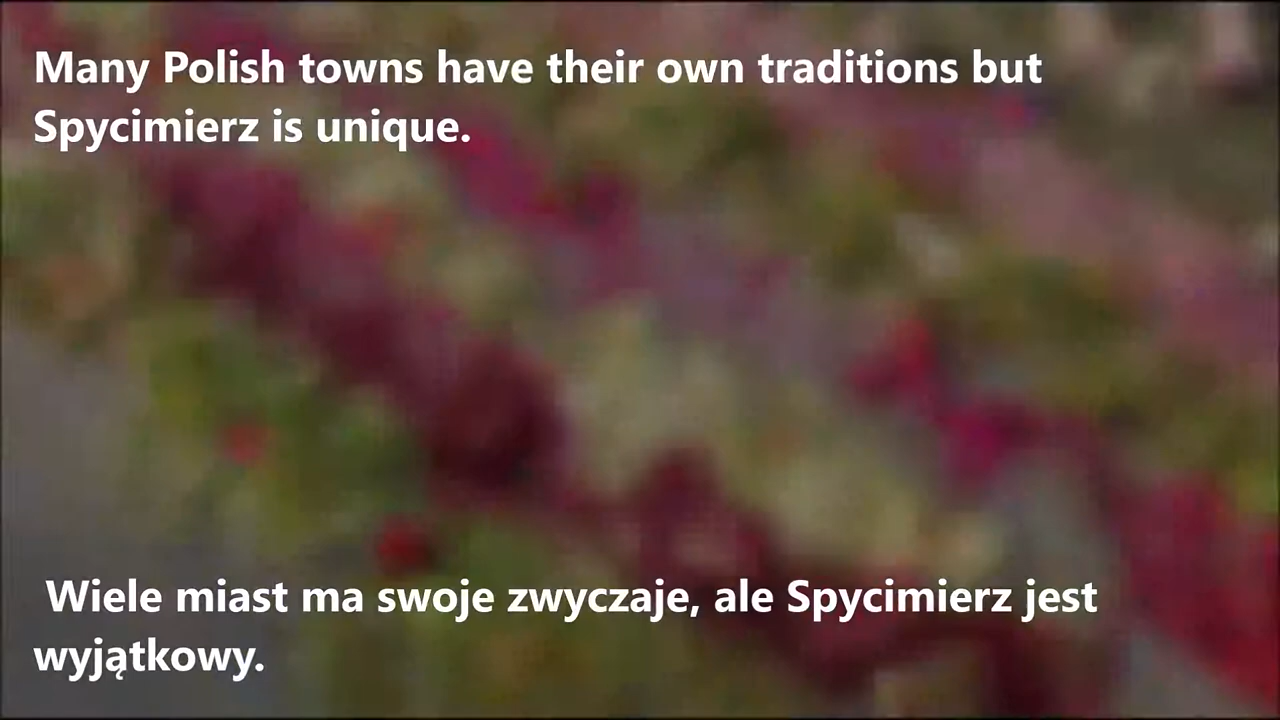 Many Polish towns have their own traditions but
Spycimierz is unique.
Wiele miast ma swoje zwyczaje, ale Spycimierz jest
wyjątkowy.